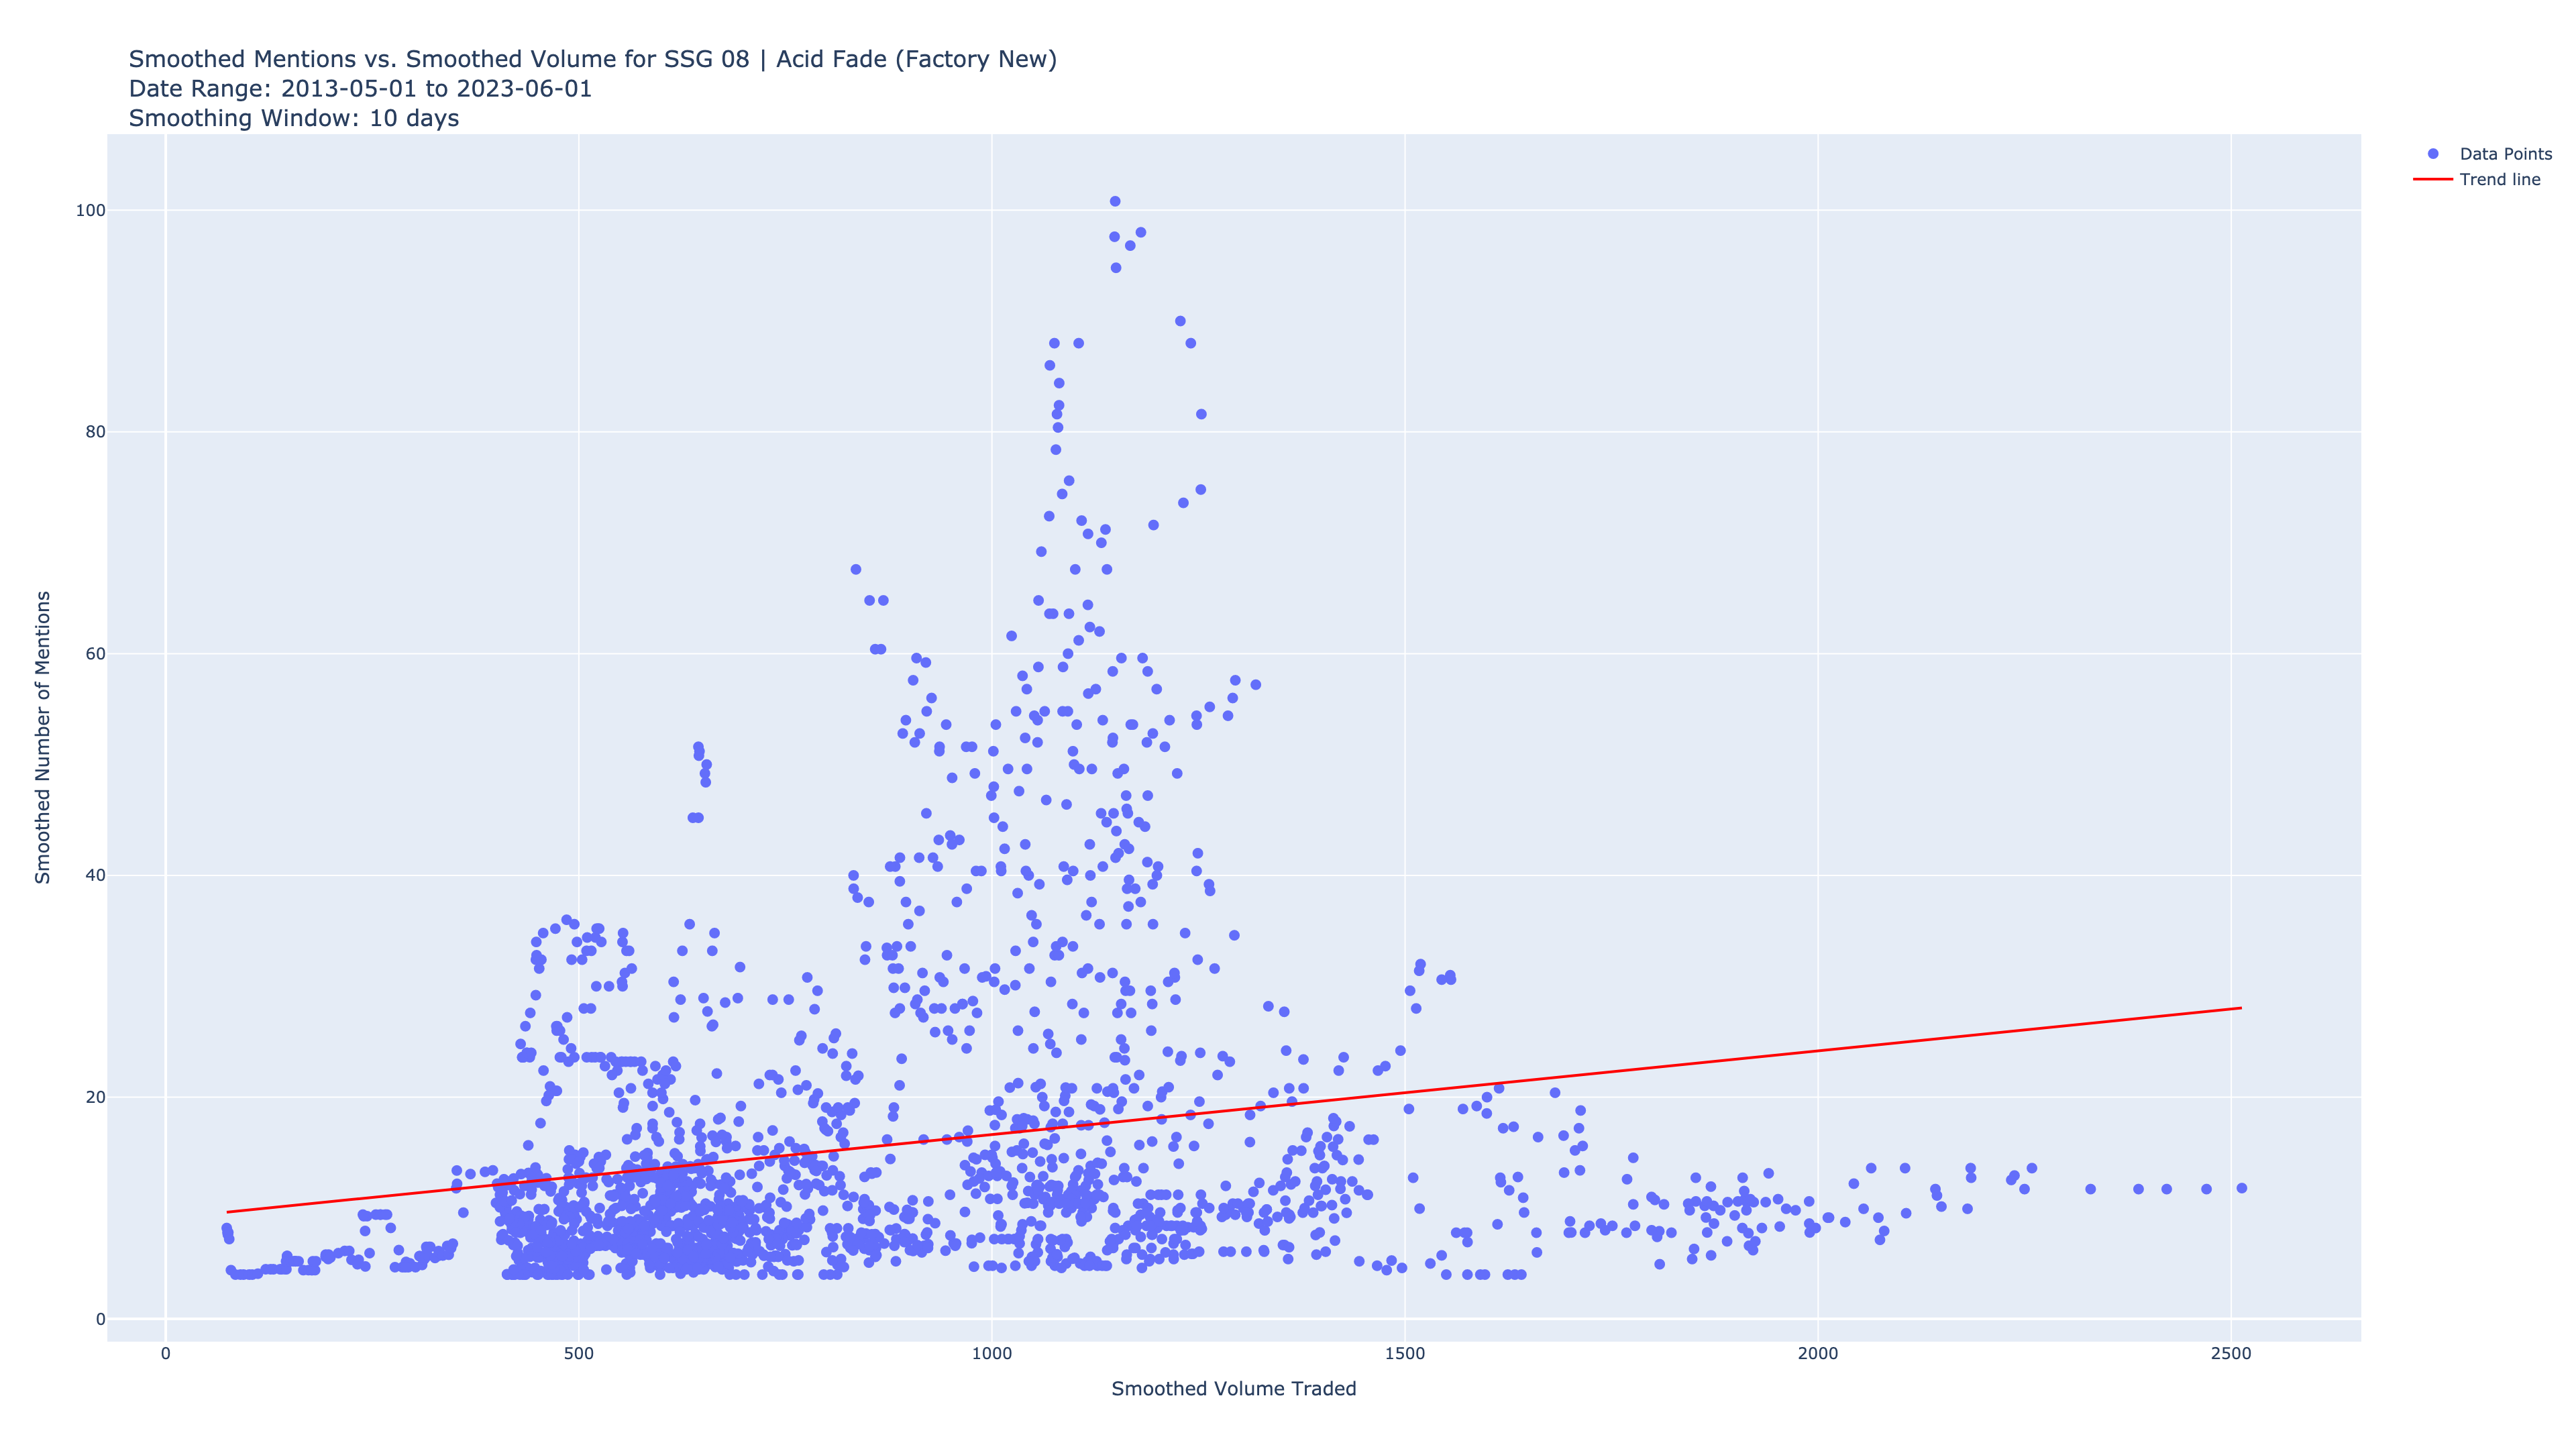 Smoothed Mentions vs. Smoothed Volume for SSG 08 | Acid Fade (Factory New)
Date Range: 2013-05-01 to 2023-06-01
Smoothing Window: 10 days
Data Points
Trend line
100
80
60
40
20
0
Smoothed Number of Mentions
0 500 1000 1500 2000 2500
Smoothed Volume Traded